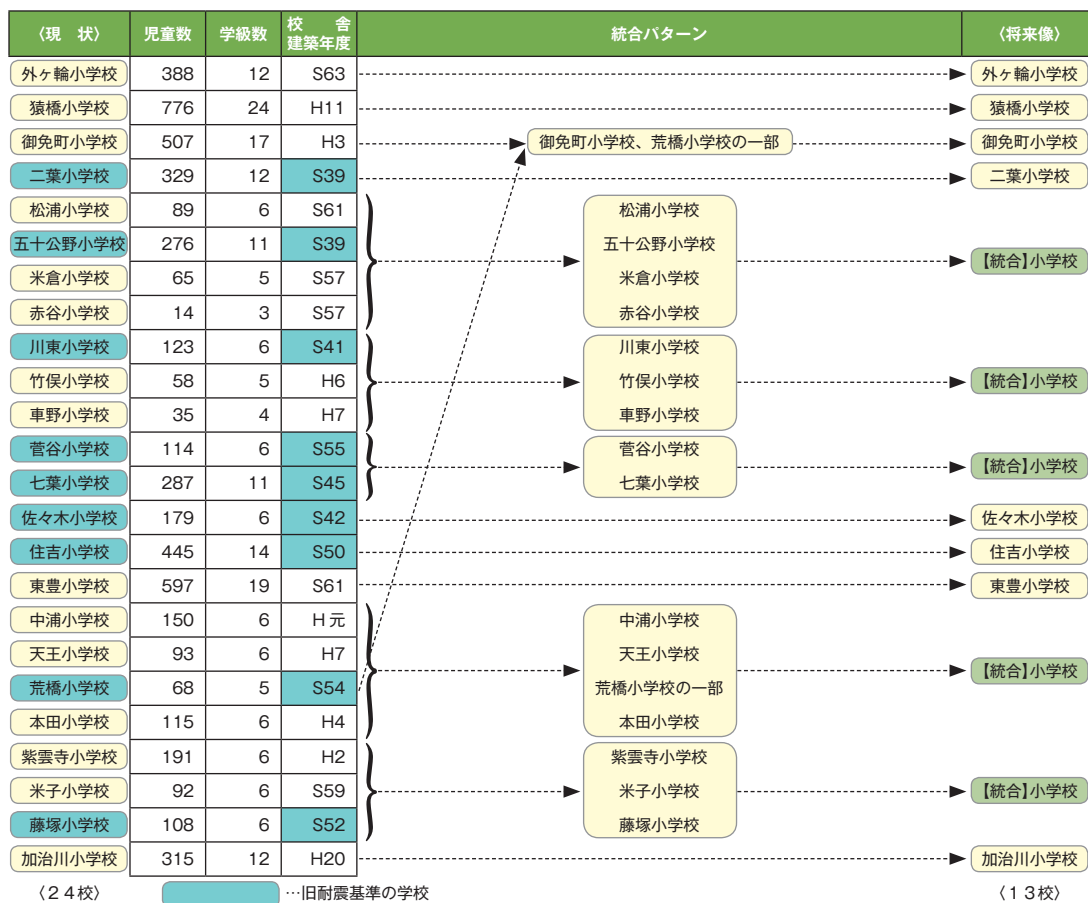 〈現 状〉 児童数 学級数 校舎建築年度 統合パターン 〈将来像〉
外ヶ輪小学校 388 12 S63 外ヶ輪小学校
猿橋小学校 776 24 H11 猿橋小学校
御免町小学校 507 17 H3 御免町小学校、荒橋小学校の一部 御免町小学校
二葉小学校 329 12 S39 二葉小学校
松浦小学校 89 6 S61 松浦小学校
五十公野小学校 276 11 S39 五十公野小学校 【統合】小学校
米倉小学校 65 5 S57 米倉小学校
赤谷小学校 14 3 S57 赤谷小学校
川東小学校 123 6 S41 川東小学校
竹俣小学校 58 5 H6 竹俣小学校 【統合】小学校
車野小学校 35 4 H7 車野小学校
菅谷小学校 114 6 S55 菅谷小学校 【統合】小学校
七葉小学校 287 11 S45 七葉小学校
佐々木小学校 179 6 S42 佐々木小学校
住吉小学校 445 14 S50 住吉小学校
東豊小学校 597 19 S61 東豊小学校
中浦小学校 150 6 H元 中浦小学校
天王小学校 93 6 H7 天王小学校 【統合】小学校
荒橋小学校 68 5 S54 荒橋小学校の一部
本田小学校 115 6 H4 本田小学校
紫雲寺小学校 191 6 H2 紫雲寺小学校
米子小学校 92 6 S59 米子小学校 【統合】小学校
藤塚小学校 108 6 S52 藤塚小学校
加治川小学校 315 12 H20 加治川小学校
〈24校〉 …旧耐震基準の学校 〈13校〉